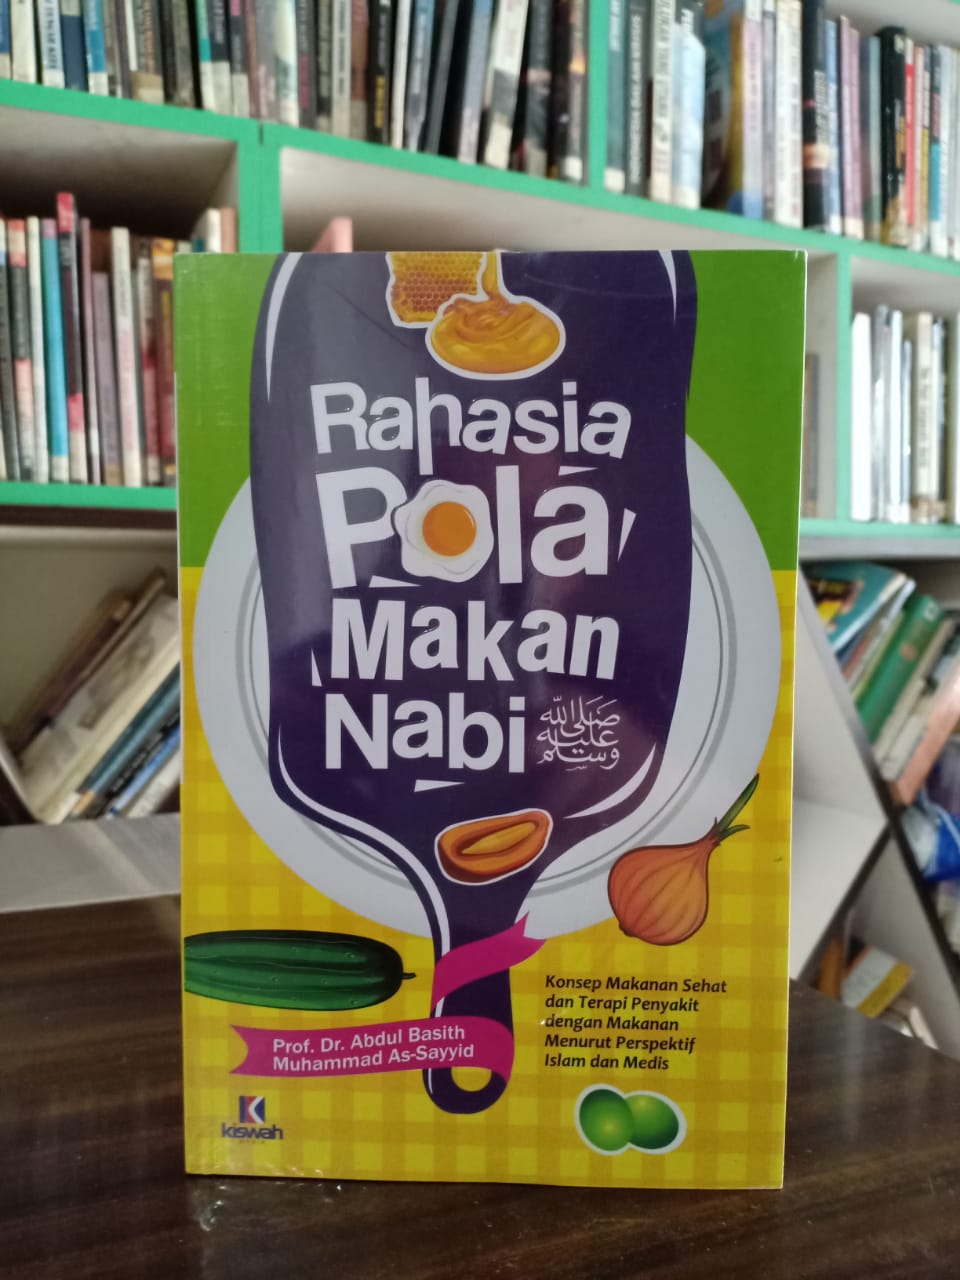 Rahasia
Pola
Makan
Nabi
صلى الله
عليه
وسلم
Konsep Makanan Sehat
dan Terapi Penyakit
dengan Makanan
Menurut Perspektif
Islam dan Medis
Prof. Dr. Abdul Basith
Muhammad As-Sayyid
kiswah
MEDIA